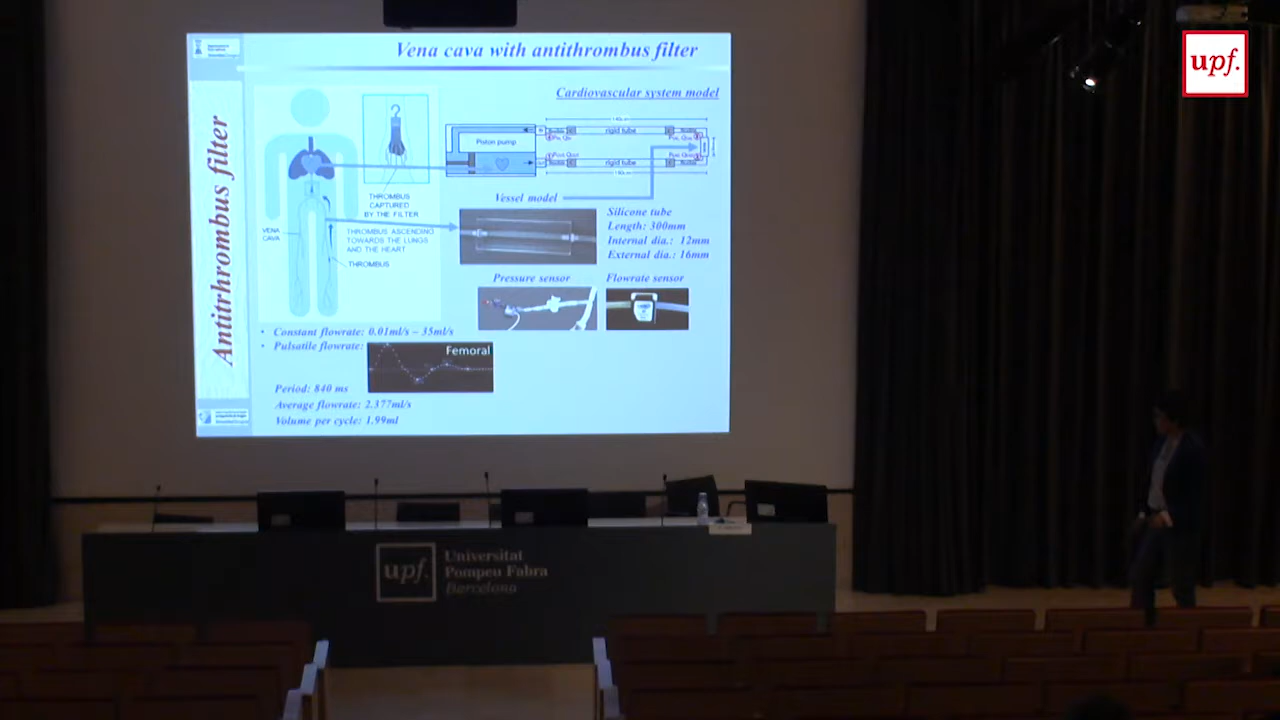 upf.
Vena cava with antithrombus filter
Antitrhrombus filter
Cardiovascular system model
Piston pump
rigid tube
rigid tube
THROMBUS
CAPTURED
BY THE FILTER
Vessel model
VENA
CAVA
THROMBUS ASCENDING
TOWARDS THE LUNGS
AND THE HEART
THROMBUS
Silicone tube
Length: 300mm
Internal dia.: 12mm
External dia.: 16mm
Pressure sensor
Flowrate sensor
• Constant flowrate: 0.01ml/s – 35ml/s
• Pulsatile flowrate:
Femoral
Period: 840 ms
Average flowrate: 2.377ml/s
Volume per cycle: 1.99ml
upf.
Universitat
Pompeu Fabra
Barcelona